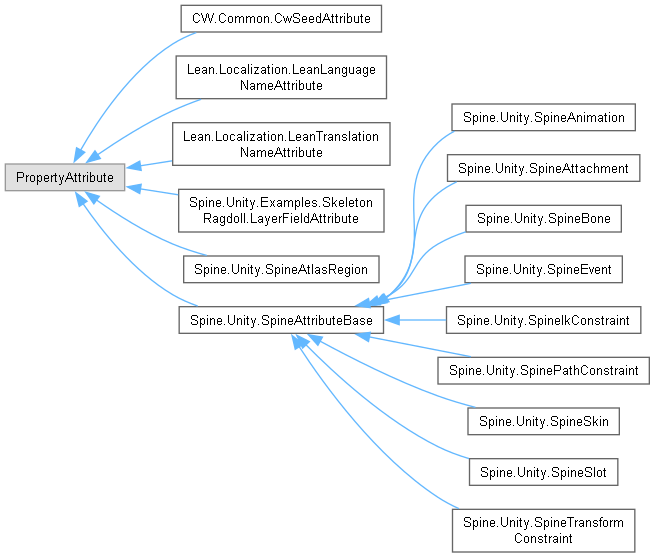 CW.Common.CwSeedAttribute
Lean.Localization.LeanLanguage
NameAttribute
Lean.Localization.LeanTranslation
NameAttribute
PropertyAttribute
Spine.Unity.Examples.Skeleton
Ragdoll.LayerFieldAttribute
Spine.Unity.SpineAtlasRegion
Spine.Unity.SpineAttributeBase
Spine.Unity.SpineAnimation
Spine.Unity.SpineAttachment
Spine.Unity.SpineBone
Spine.Unity.SpineEvent
Spine.Unity.SpineIkConstraint
Spine.Unity.SpinePathConstraint
Spine.Unity.SpineSkin
Spine.Unity.SpineSlot
Spine.Unity.SpineTransform
Constraint